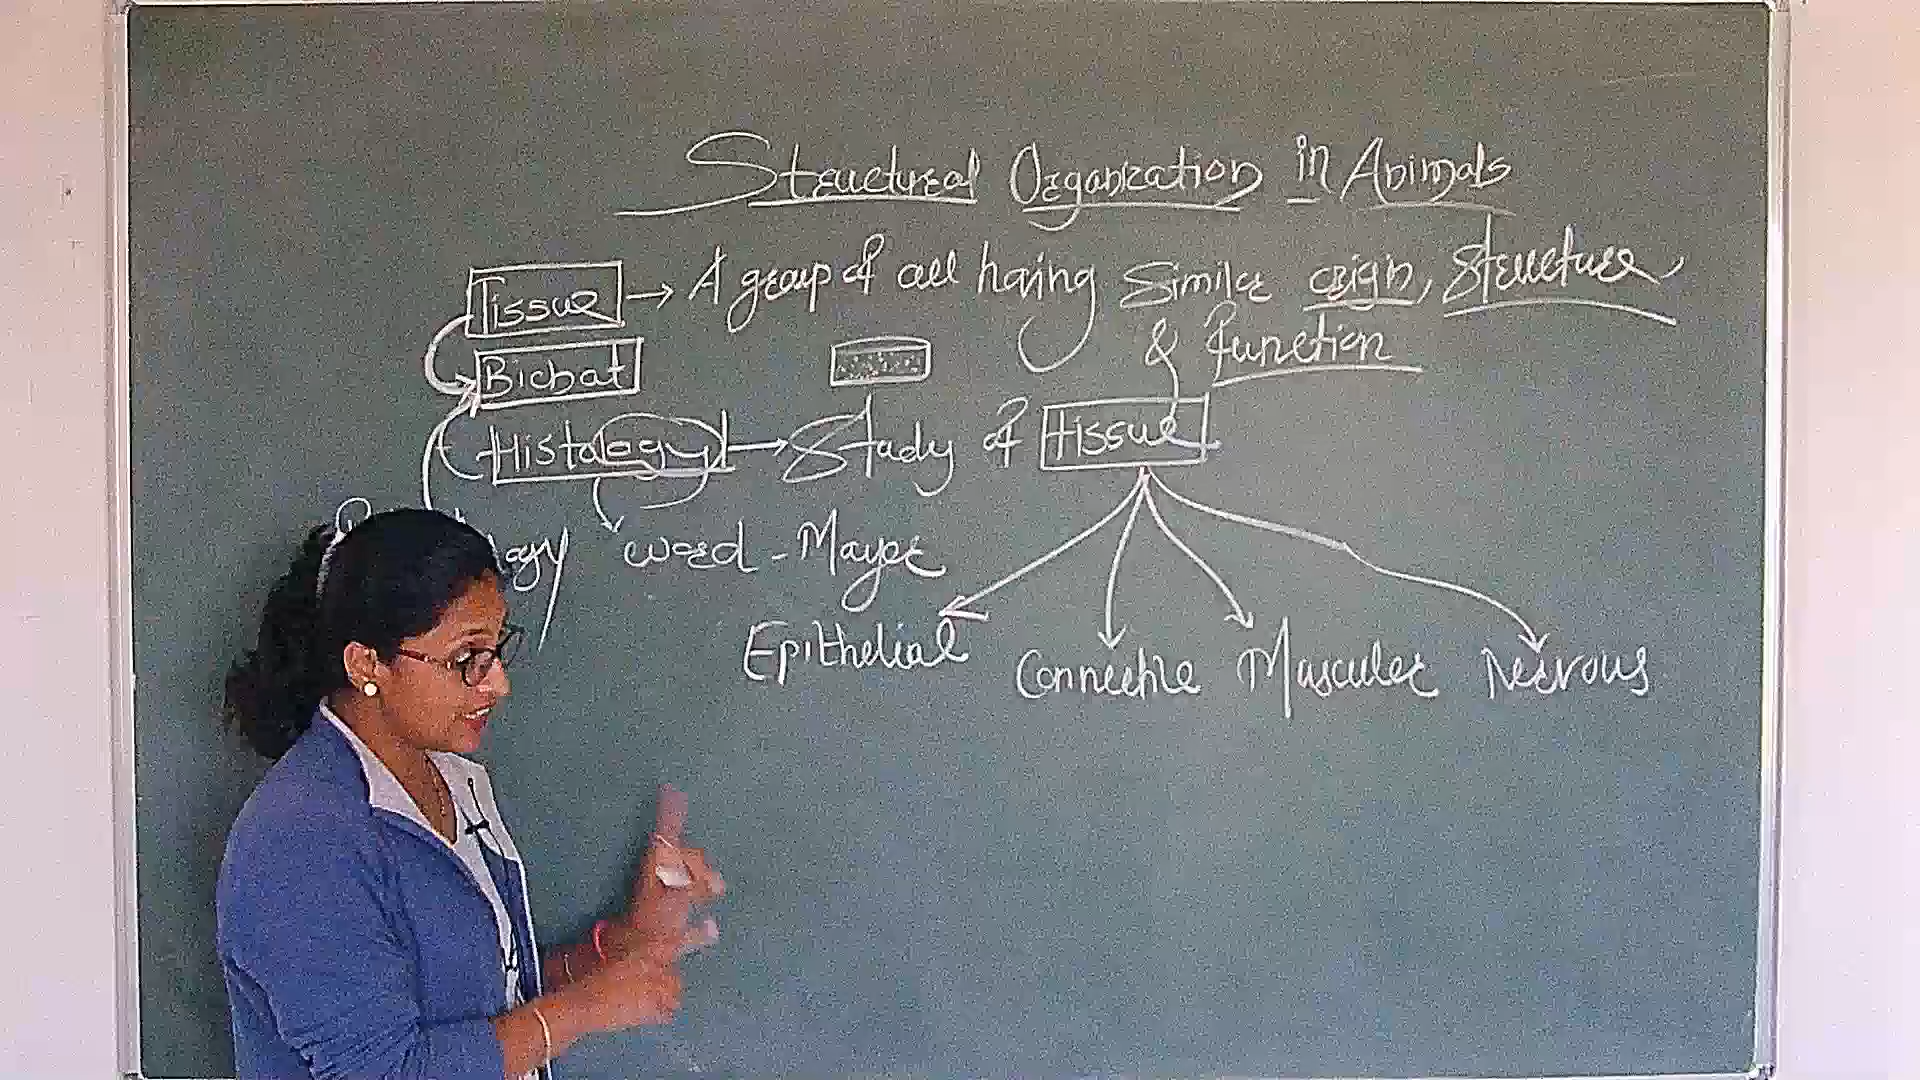 Structural Organization in Animals
Tissue → A group of cell having Similar origin, Structure
& function
Bichat
Histology → Study of tissue
word - Mayer
Epithelial Connective Muscular Nervous